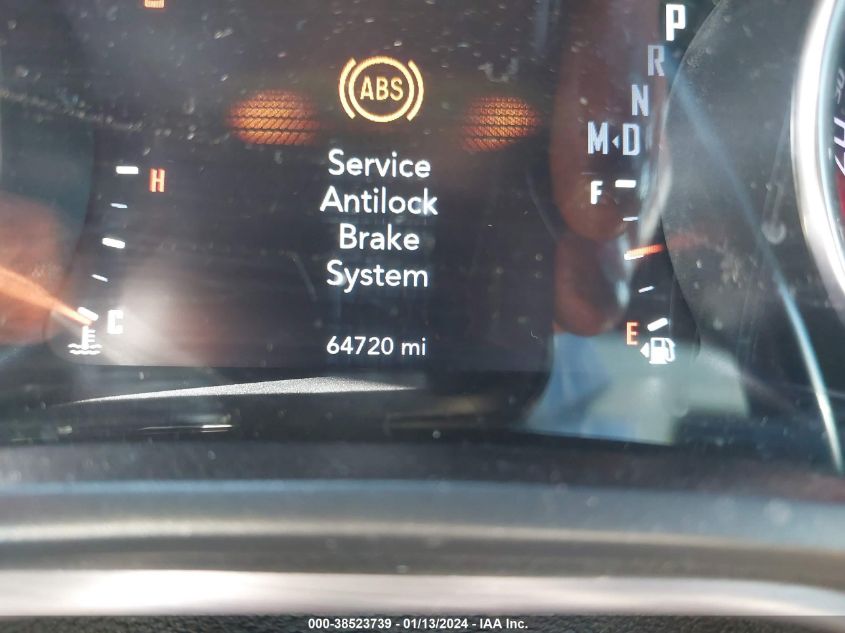 ABS
P
R
N
M D
Service
Antilock
Brake
System
H
C
F
E
64720 mi
000-38523739 - 01/13/2024 - IAA Inc.